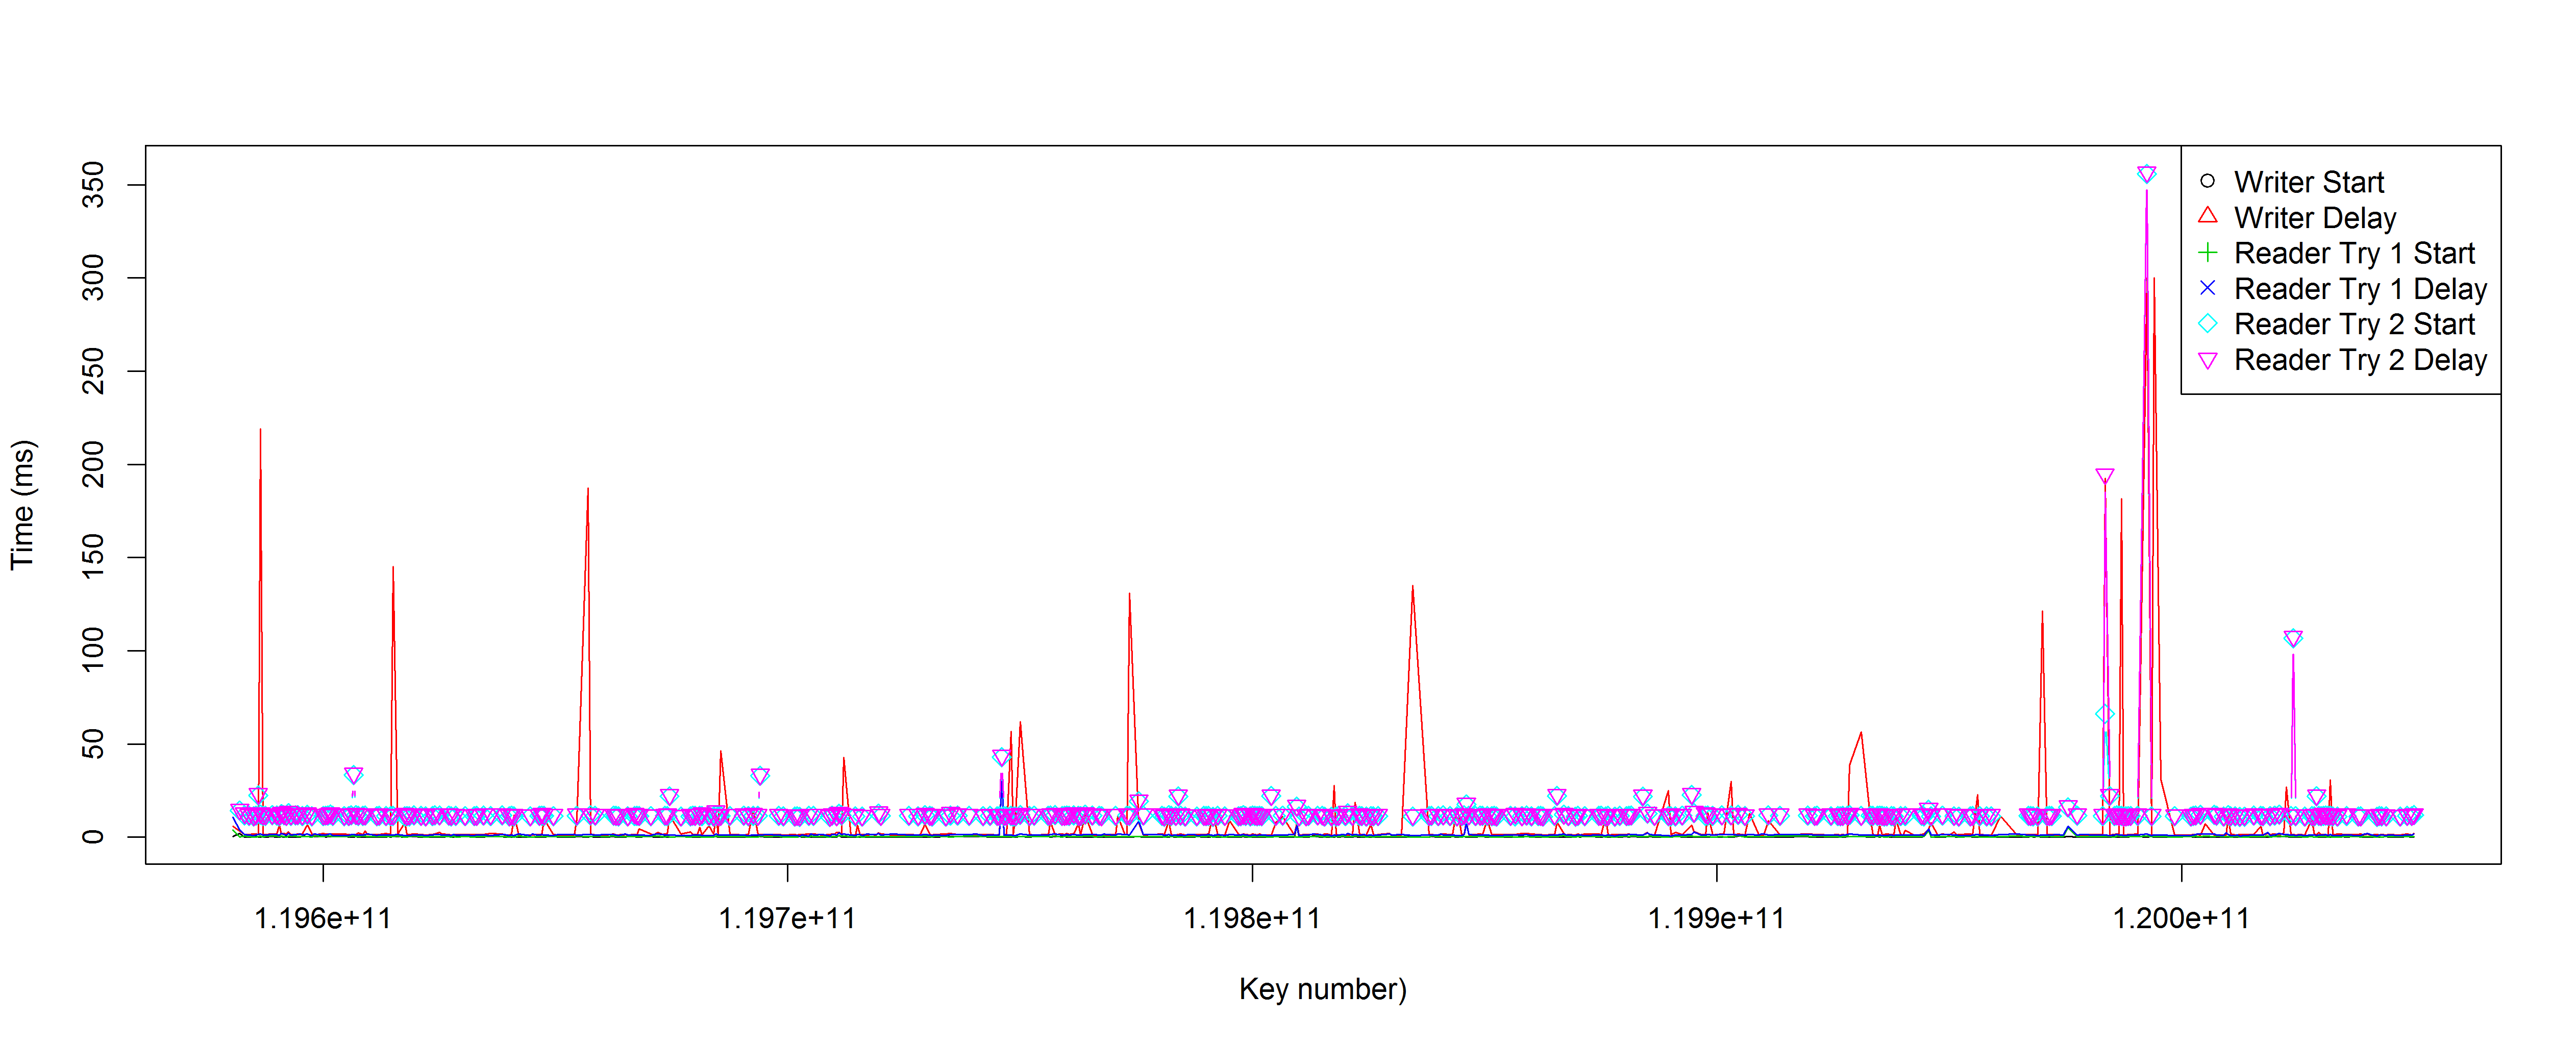 Time (ms)
350
300
250
200
150
100
50
0
Writer Start
Writer Delay
Reader Try 1 Start
Reader Try 1 Delay
Reader Try 2 Start
Reader Try 2 Delay
1.196e+11 1.197e+11 1.198e+11 1.199e+11 1.200e+11
Key number)